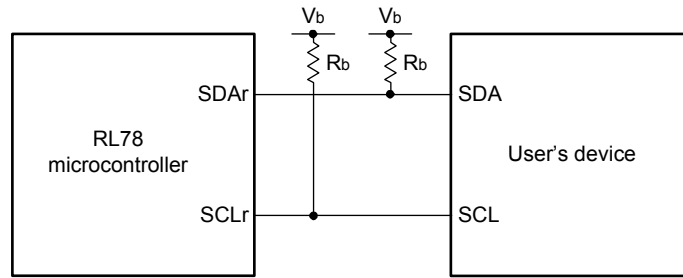 Vb
Vb
Rb
Rb
SDAr
SDA
RL78
microcontroller
User's device
SCLr
SCL